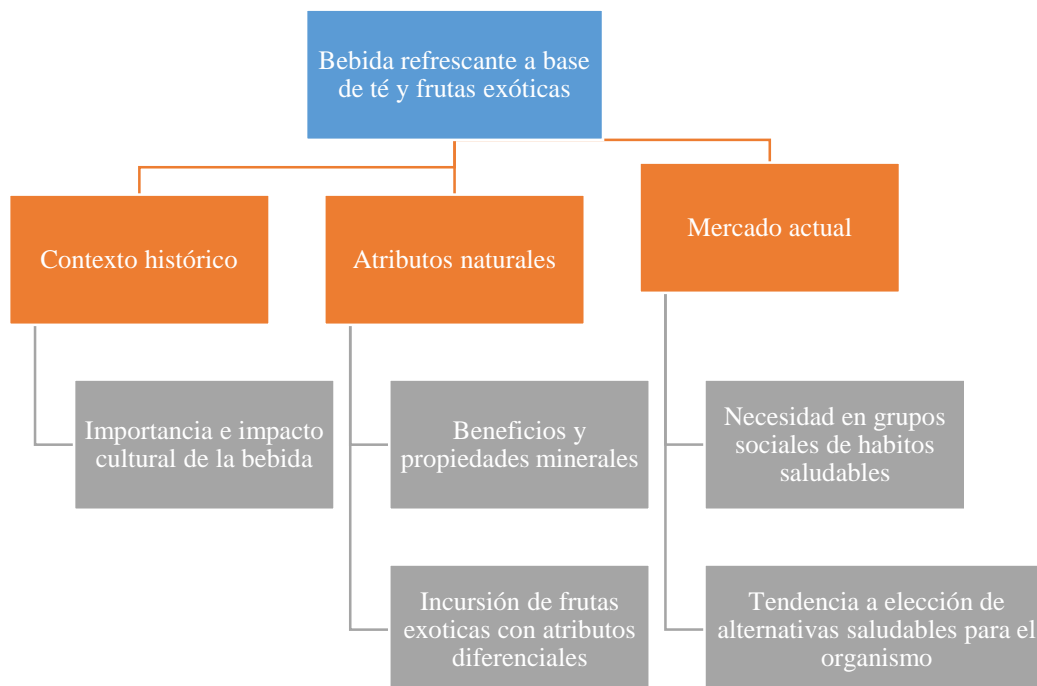 Bebida refrescante a base
de té y frutas exóticas
Contexto histórico
Atributos naturales
Mercado actual
Importancia e impacto
cultural de la bebida
Beneficios y
propiedades minerales
Necesidad en grupos
sociales de habitos
saludables
Incursión de frutas
exoticas con atributos
diferenciales
Tendencia a elección de
alternativas saludables para el
organismo